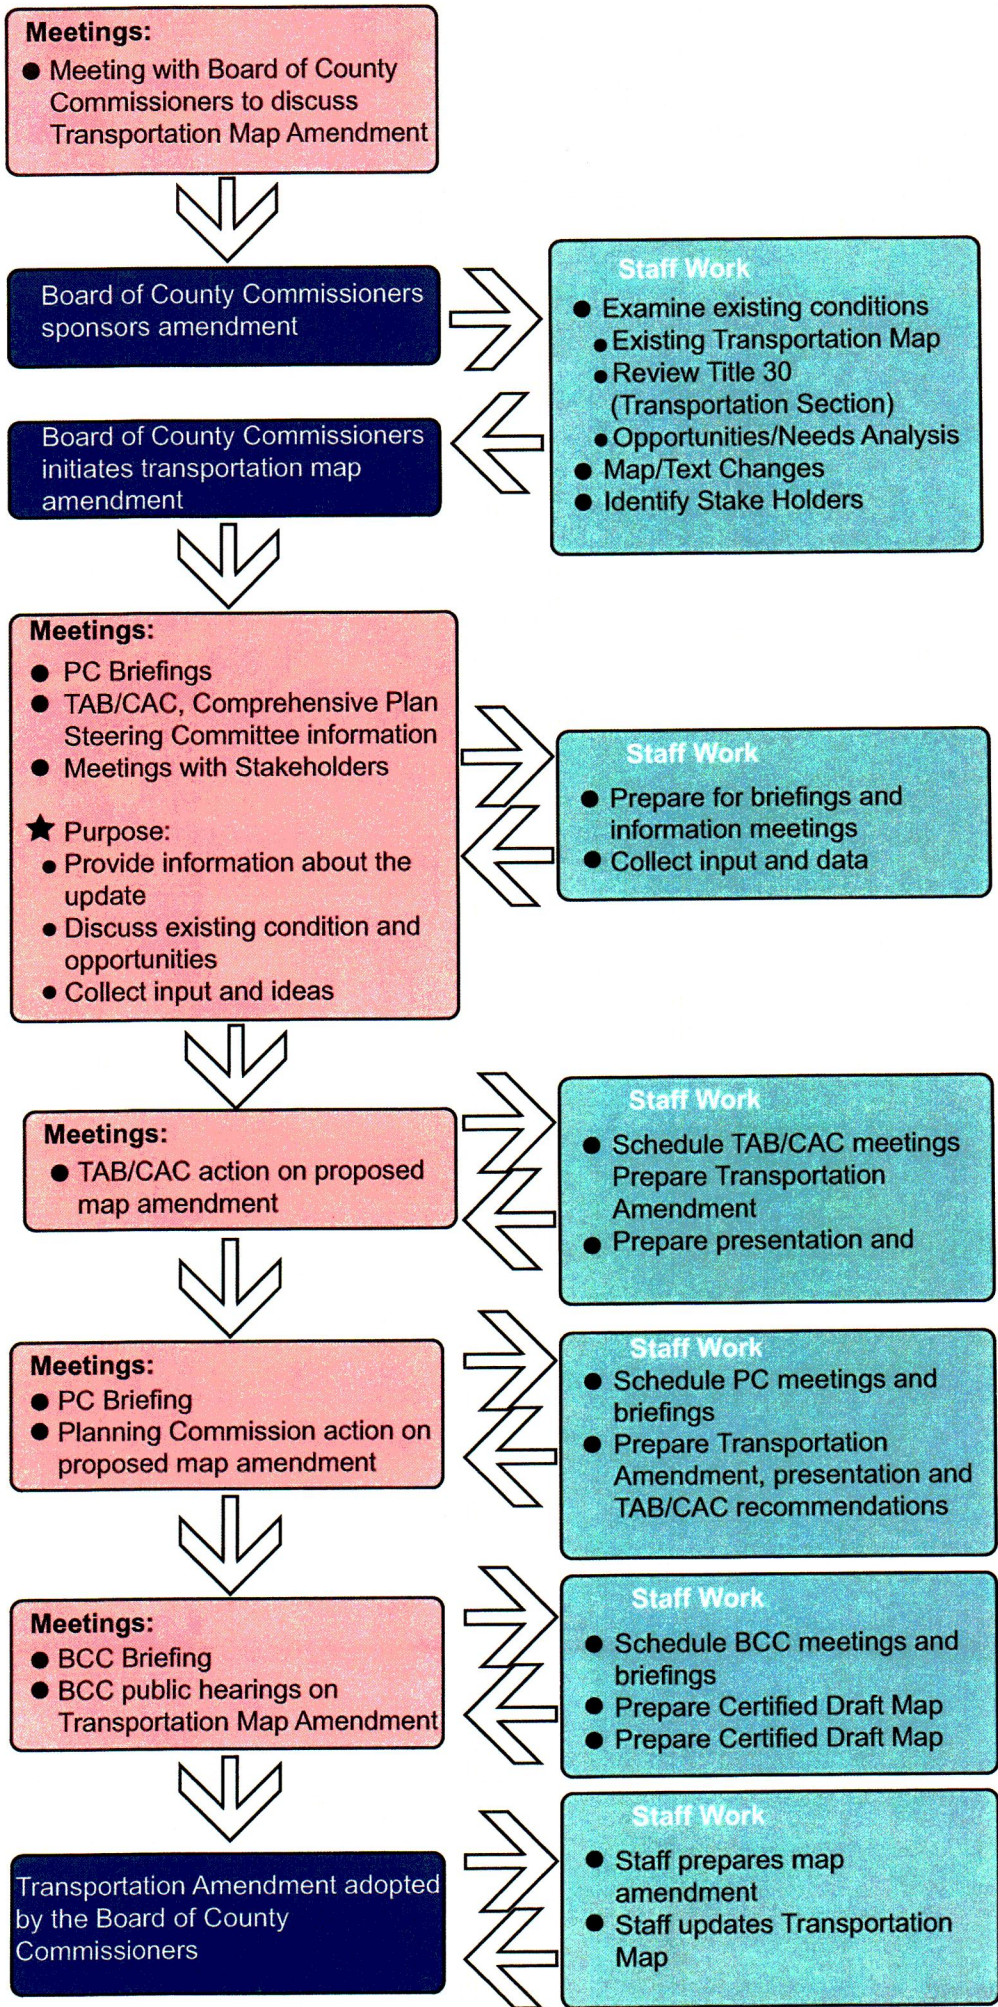 Meetings:
● Meeting with Board of County
Commissioners to discuss
Transportation Map Amendment
Board of County Commissioners
sponsors amendment
Staff Work
● Examine existing conditions
● Existing Transportation Map
● Review Title 30
(Transportation Section)
● Opportunities/Needs Analysis
● Map/Text Changes
● Identify Stake Holders
Board of County Commissioners
initiates transportation map
amendment
Meetings:
● PC Briefings
● TAB/CAC, Comprehensive Plan
Steering Committee information
● Meetings with Stakeholders
★ Purpose:
● Provide information about the
update
● Discuss existing condition and
opportunities
● Collect input and ideas
Staff Work
● Prepare for briefings and
information meetings
● Collect input and data
Meetings:
● TAB/CAC action on proposed
map amendment
Staff Work
● Schedule TAB/CAC meetings
Prepare Transportation
Amendment
● Prepare presentation and
Meetings:
● PC Briefing
● Planning Commission action on
proposed map amendment
Staff Work
● Schedule PC meetings and
briefings
● Prepare Transportation
Amendment, presentation and
TAB/CAC recommendations
Meetings:
● BCC Briefing
● BCC public hearings on
Transportation Map Amendment
Staff Work
● Schedule BCC meetings and
briefings
● Prepare Certified Draft Map
● Prepare Certified Draft Map
Transportation Amendment adopted
by the Board of County
Commissioners
Staff Work
● Staff prepares map
amendment
● Staff updates Transportation
Map